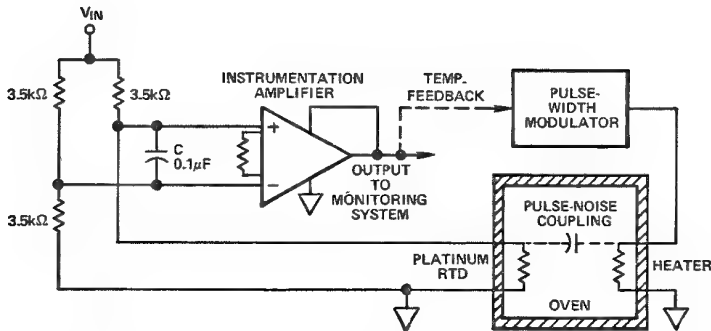 VIN
3.5kΩ
3.5kΩ
INSTRUMENTATION
AMPLIFIER
TEMP-
FEEDBACK
PULSE-
WIDTH
MODULATOR
+
C
0.1μF
−
OUTPUT
TO
MONITORING
SYSTEM
3.5kΩ
PULSE-NOISE
COUPLING
PLATINUM
RTD
HEATER
OVEN